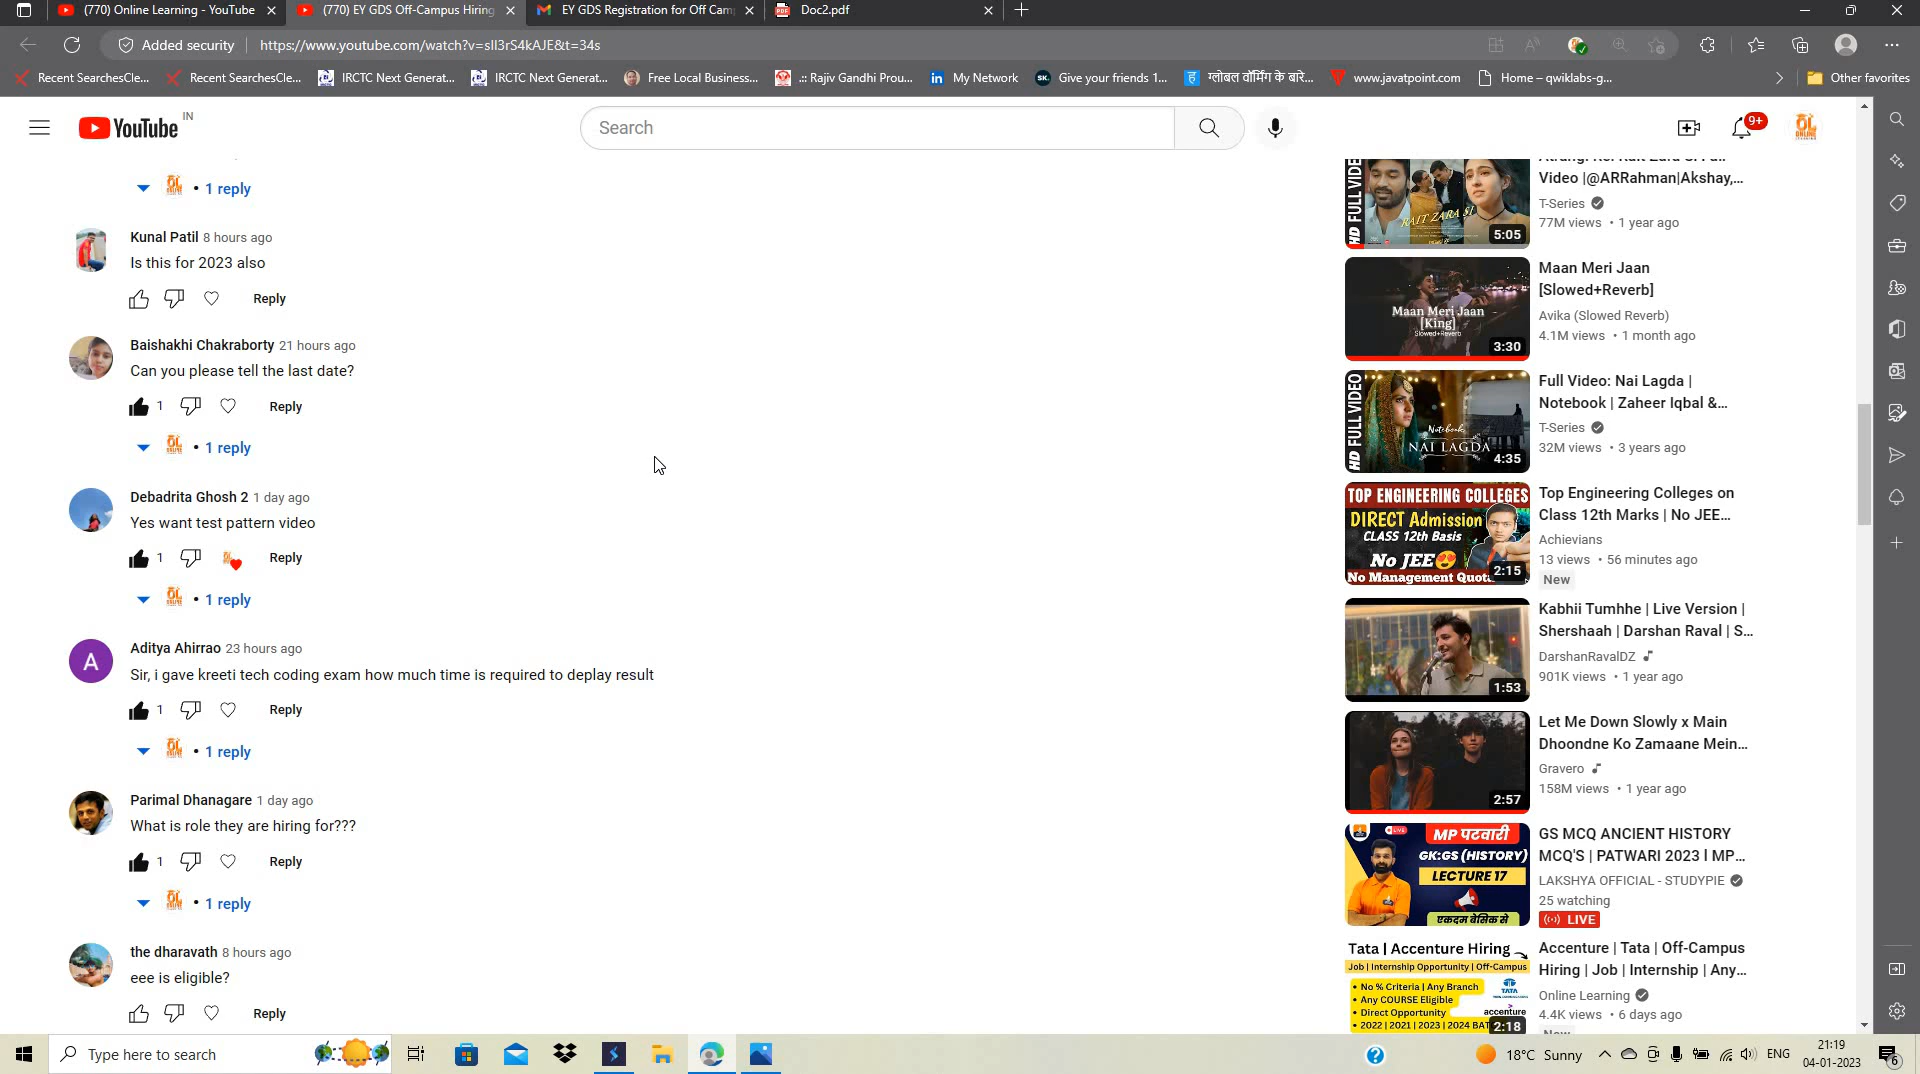 (770) Online Learning - YouTube
(770) EY GDS Off-Campus Hiring
EY GDS Registration for Off Cam
Doc2.pdf
Added security
https://www.youtube.com/watch?v=sIl3rS4kAJE&t=34s
Recent SearchesCle...
Recent SearchesCle...
IRCTC Next Generat...
IRCTC Next Generat...
Free Local Business...
.:: Rajiv Gandhi Prou...
My Network
Give your friends 1...
ग्लोबल वॉर्मिंग के बारे...
www.javatpoint.com
Home – qwiklabs-g...
Other favorites
YouTube IN
Search
9+
1 reply
Kunal Patil 8 hours ago
Is this for 2023 also
Reply
Baishakhi Chakraborty 21 hours ago
Can you please tell the last date?
1 Reply
1 reply
Debadrita Ghosh 2 1 day ago
Yes want test pattern video
1 Reply
1 reply
Aditya Ahirrao 23 hours ago
Sir, i gave kreeti tech coding exam how much time is required to deplay result
1 Reply
1 reply
Parimal Dhanagare 1 day ago
What is role they are hiring for???
1 Reply
1 reply
the dharavath 8 hours ago
eee is eligible?
Reply
HD FULL VIDE
RAIT ZARA SI
5:05
Video |@ARRahman|Akshay,...
T-Series
77M views • 1 year ago
Maan Meri Jaan
[King]
Slowed+Reverb
3:30
Maan Meri Jaan
[Slowed+Reverb]
Avika (Slowed Reverb)
4.1M views • 1 month ago
HD FULL VIDEO
Notebook
NAI LAGDA
4:35
Full Video: Nai Lagda |
Notebook | Zaheer Iqbal &...
T-Series
32M views • 3 years ago
TOP ENGINEERING COLLEGES
DIRECT Admission
CLASS 12th Basis
No JEE
No Management Quota
2:15
Top Engineering Colleges on
Class 12th Marks | No JEE...
Achievians
13 views • 56 minutes ago
New
1:53
Kabhii Tumhhe | Live Version |
Shershaah | Darshan Raval | S...
DarshanRavalDZ
901K views • 1 year ago
2:57
Let Me Down Slowly x Main
Dhoondne Ko Zamaane Mein...
Gravero
158M views • 1 year ago
LIVE
MP पटवारी
GK:GS (HISTORY)
LECTURE 17
एकदम बेसिक से
GS MCQ ANCIENT HISTORY
MCQ'S | PATWARI 2023 l MP...
LAKSHYA OFFICIAL - STUDYPIE
25 watching
LIVE
Tata | Accenture Hiring
Job | Internship Opportunity | Off-Campus
• No % Criteria | Any Branch
• Any COURSE Eligible
• Direct Opportunity
• 2022 | 2021 | 2023 | 2024 BAT
TATA
accenture
2:18
Accenture | Tata | Off-Campus
Hiring | Job | Internship | Any...
Online Learning
4.4K views • 6 days ago
Type here to search
18°C Sunny
ENG
21:19
04-01-2023
6